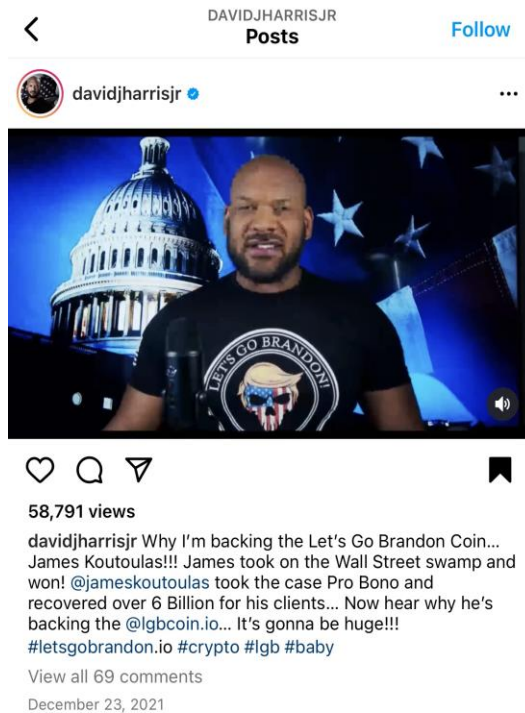 DAVIDJHARRISJR
Posts
Follow
davidjharrisjr
LET'S GO BRANDON!
58,791 views
davidjharrisjr Why I'm backing the Let's Go Brandon Coin...
James Koutoulas!!! James took on the Wall Street swamp and
won! @jameskoutoulas took the case Pro Bono and
recovered over 6 Billion for his clients... Now hear why he's
backing the @lgbcoin.io... It's gonna be huge!!!
#letsgobrandon.io #crypto #lgb #baby
View all 69 comments
December 23, 2021